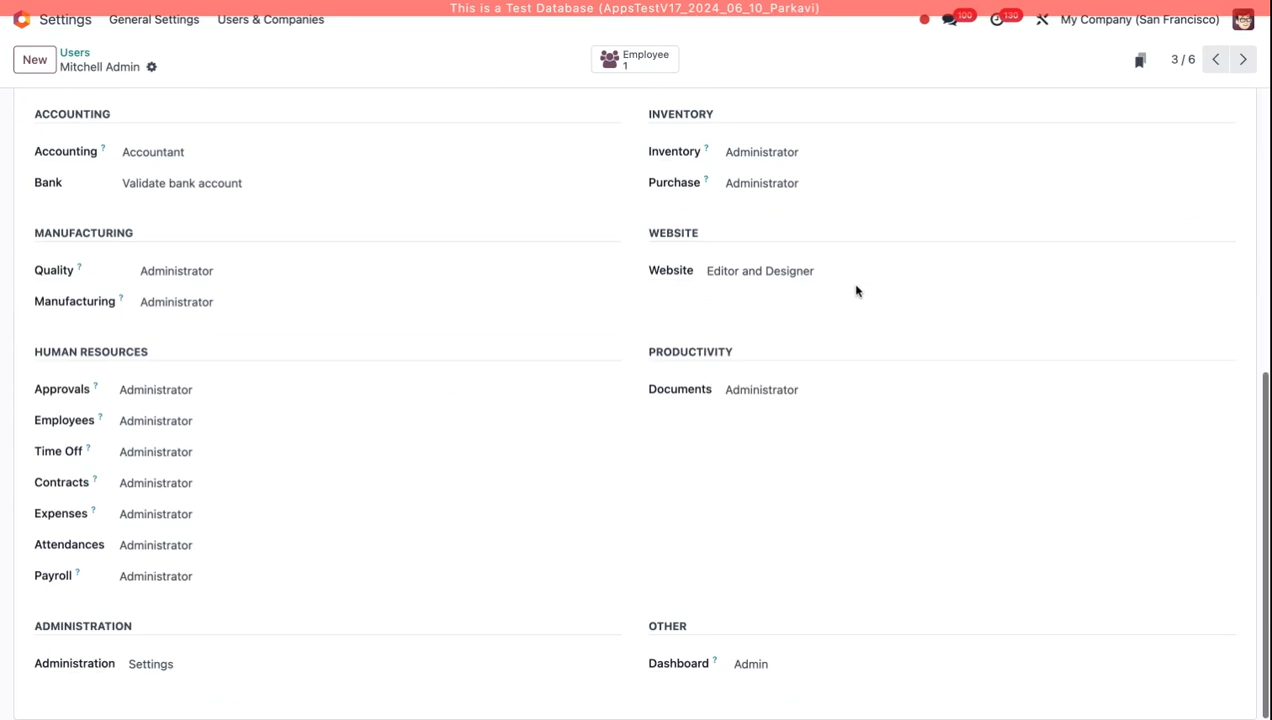 This is a Test Database (AppsTestV17_2024_06_10_Parkavi)
Settings General Settings Users & Companies 100 130 My Company (San Francisco)
New Users Employee 3 / 6
Mitchell Admin 1
ACCOUNTING INVENTORY
Accounting ? Accountant Inventory ? Administrator
Bank Validate bank account Purchase ? Administrator
MANUFACTURING WEBSITE
Quality ? Administrator Website Editor and Designer
Manufacturing ? Administrator
HUMAN RESOURCES PRODUCTIVITY
Approvals ? Administrator Documents Administrator
Employees ? Administrator
Time Off ? Administrator
Contracts ? Administrator
Expenses ? Administrator
Attendances Administrator
Payroll ? Administrator
ADMINISTRATION OTHER
Administration Settings Dashboard ? Admin